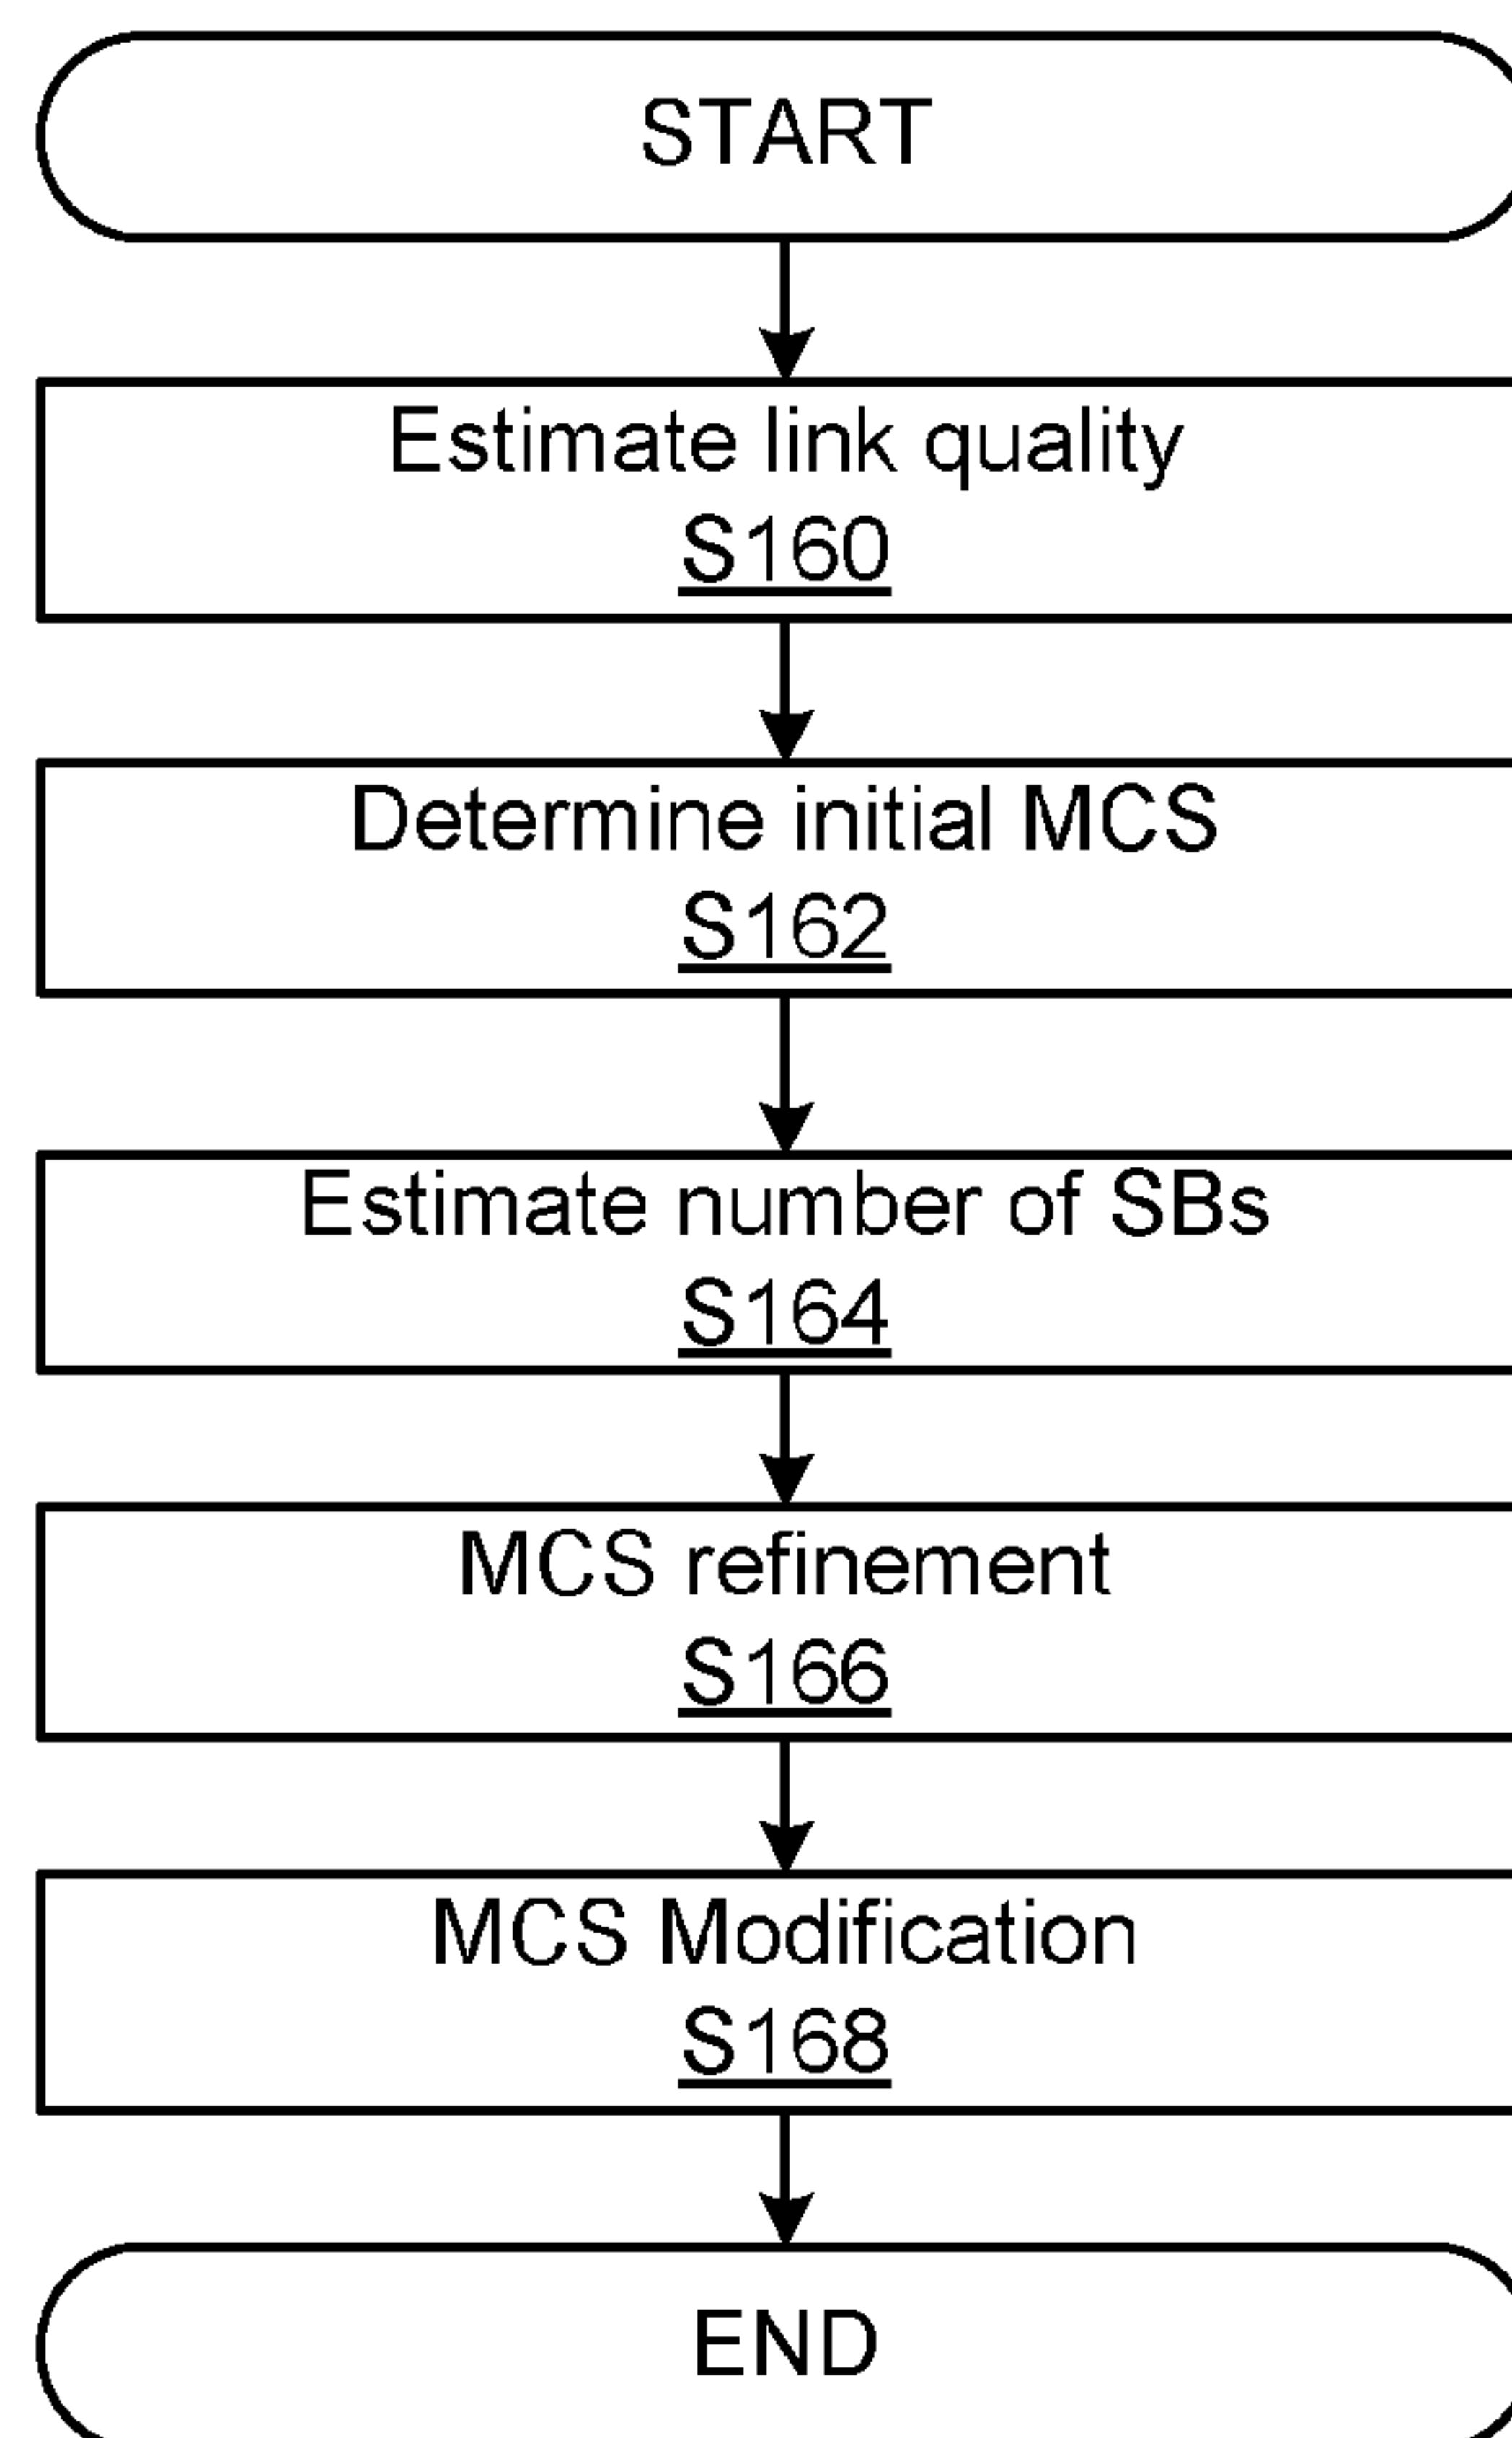 START
Estimate link quality
S160
Determine initial MCS
S162
Estimate number of SBs
S164
MCS refinement
S166
MCS Modification
S168
END